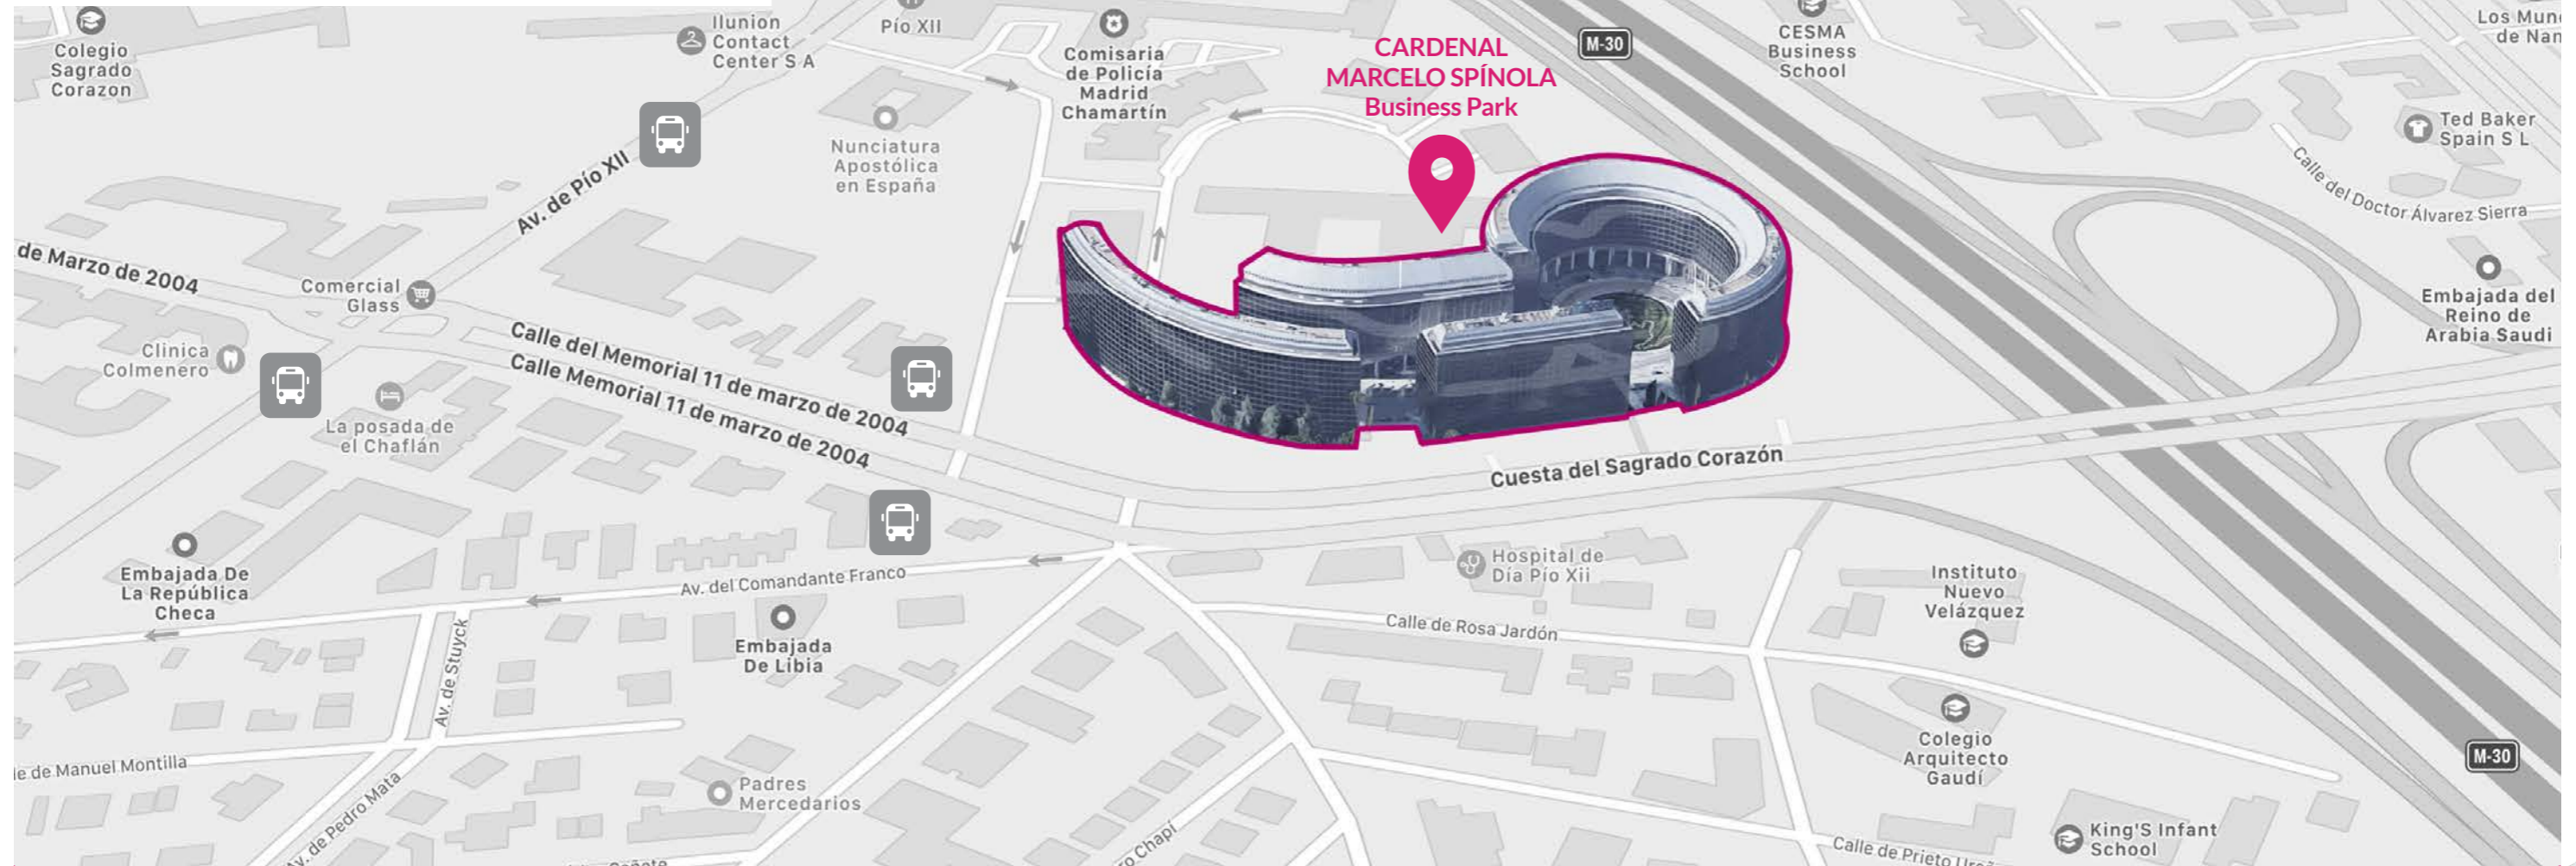 Colegio
Sagrado
Corazon
Ilunion
Contact
Center S A
Pío XII
Comisaria
de Policía
Madrid
Chamartín
CARDENAL
MARCELO SPÍNOLA
Business Park
M-30
CESMA
Business
School
Los Mun
de Nan
Ted Baker
Spain S L
Calle del Doctor Álvarez Sierra
Nunciatura
Apostólica
en España
Av. de Pío XII
de Marzo de 2004
Comercial
Glass
Clinica
Colmenero
La posada de
el Chaflán
Calle del Memorial 11 de marzo de 2004
Calle Memorial 11 de marzo de 2004
Embajada del
Reino de
Arabia Saudi
Cuesta del Sagrado Corazón
Embajada De
La República
Checa
Av. del Comandante Franco
Embajada
De Libia
Av. de Stuyck
Hospital de
Día Pío Xii
Calle de Rosa Jardón
Instituto
Nuevo
Velázquez
Colegio
Arquitecto
Gaudí
M-30
le de Manuel Montilla
Av. de Pedro Mata
Padres
Mercedarios
ro Chapí
Calle de Prieto
King'S Infant
School